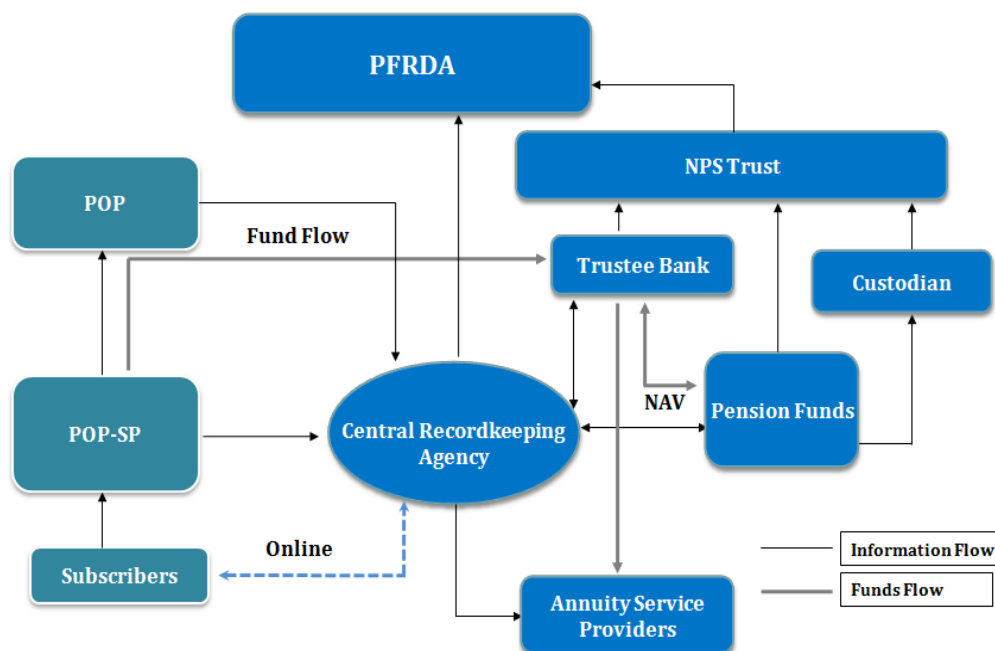 PFRDA
NPS Trust
POP
Fund Flow
Trustee Bank
Custodian
POP-SP
Central Recordkeeping
Agency
NAV
Pension Funds
Online
Subscribers
Information Flow
Funds Flow
Annuity Service
Providers